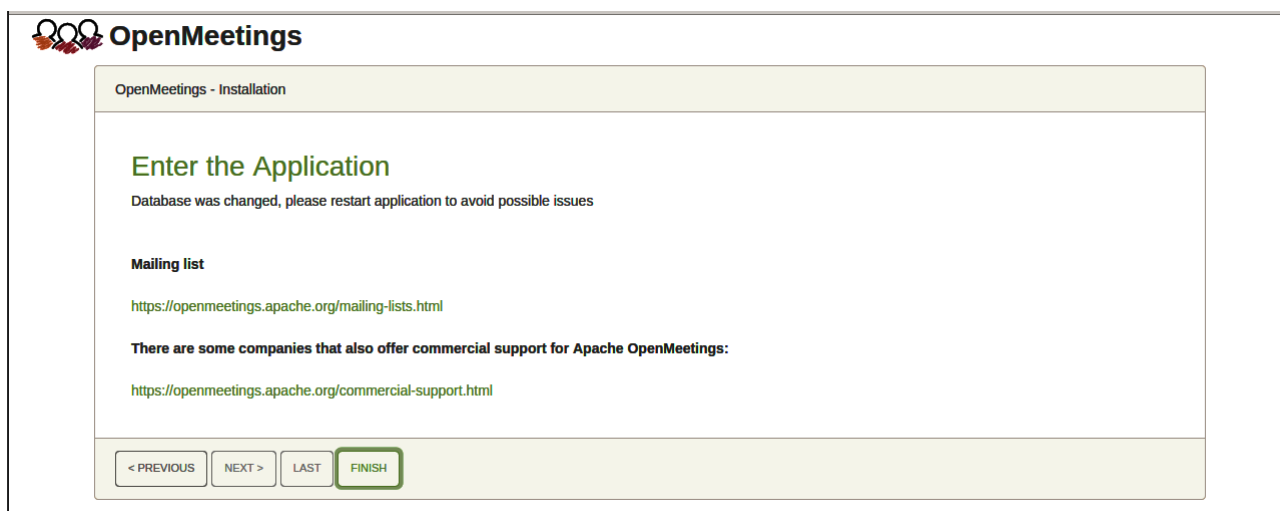 OpenMeetings
OpenMeetings - Installation
Enter the Application
Database was changed, please restart application to avoid possible issues
Mailing list
https://openmeetings.apache.org/mailing-lists.html
There are some companies that also offer commercial support for Apache OpenMeetings:
https://openmeetings.apache.org/commercial-support.html
< PREVIOUS NEXT > LAST FINISH